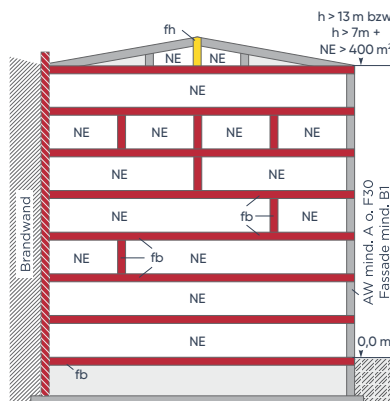 fh
h > 13 m bzw
h > 7m +
NE > 400 m²
NE NE
NE
NE NE NE NE
NE NE
NE fb NE
NE fb NE
NE
NE
fb
0,0 m
Brandwand
AW mind. A o. F30
Fassade mind. B1